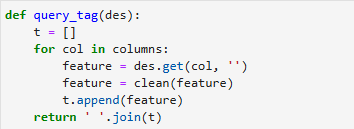 def query_tag(des):
    t = []
    for col in columns:
        feature = des.get(col, '')
        feature = clean(feature)
        t.append(feature)
    return ' '.join(t)